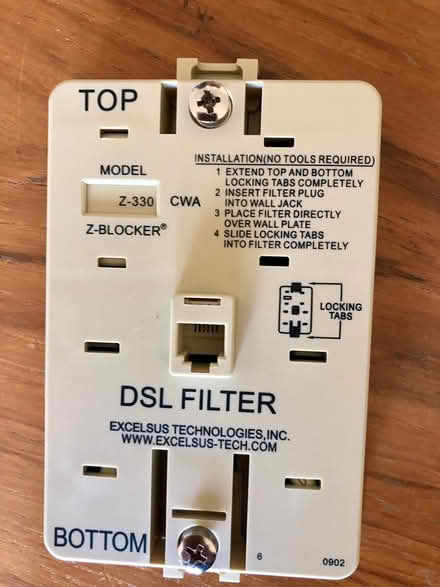 TOP
INSTALLATION(NO TOOLS REQUIRED)
1 EXTEND TOP AND BOTTOM
LOCKING TABS COMPLETELY
2 INSERT FILTER PLUG
INTO WALL JACK
3 PLACE FILTER DIRECTLY
OVER WALL PLATE
4 SLIDE LOCKING TABS
INTO FILTER COMPLETELY
MODEL
Z-330 CWA
Z-BLOCKER®
LOCKING
TABS
DSL FILTER
EXCELSUS TECHNOLOGIES,INC.
WWW.EXCELSUS-TECH.COM
BOTTOM
6
0902